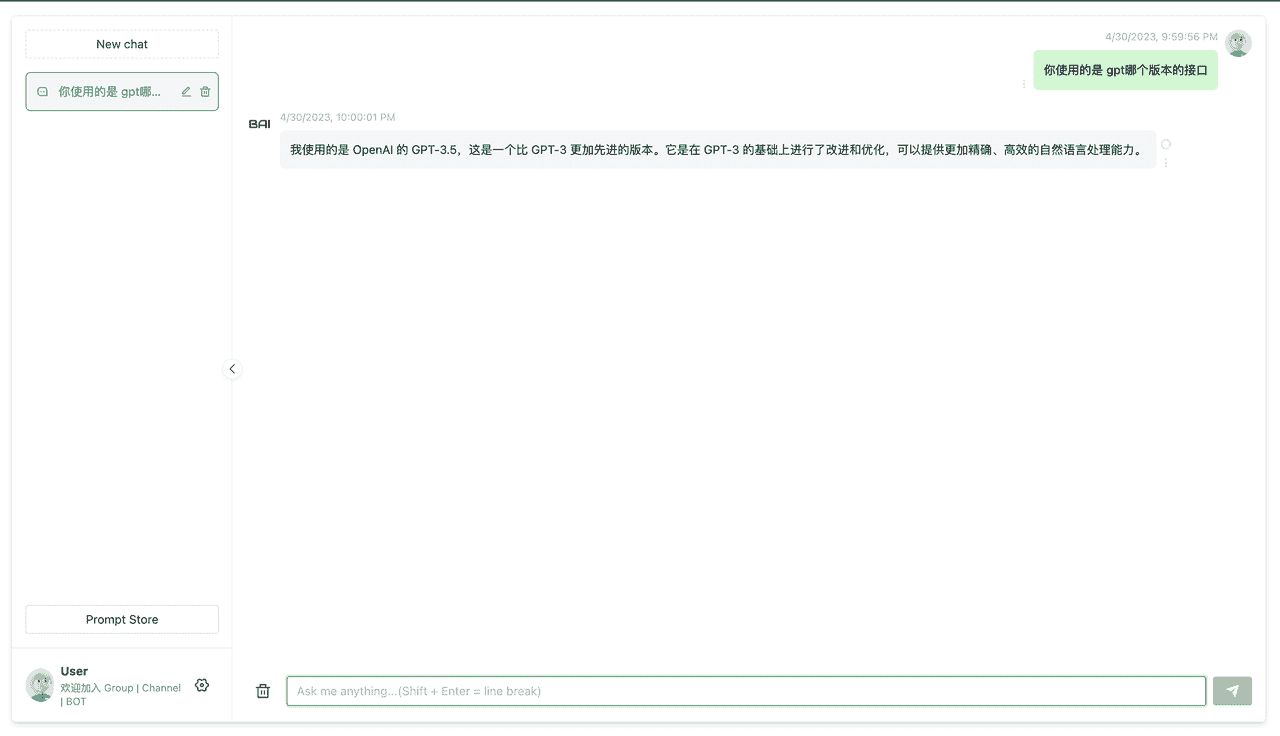 New chat
你使用的是 gpt哪...
Prompt Store
User
欢迎加入 Group | Channel
| BOT
4/30/2023, 9:59:56 PM
你使用的是 gpt哪个版本的接口
BAI
4/30/2023, 10:00:01 PM
我使用的是 OpenAI 的 GPT-3.5，这是一个比 GPT-3 更加先进的版本。它是在 GPT-3 的基础上进行了改进和优化，可以提供更加精确、高效的自然语言处理能力。
Ask me anything...(Shift + Enter = line break)